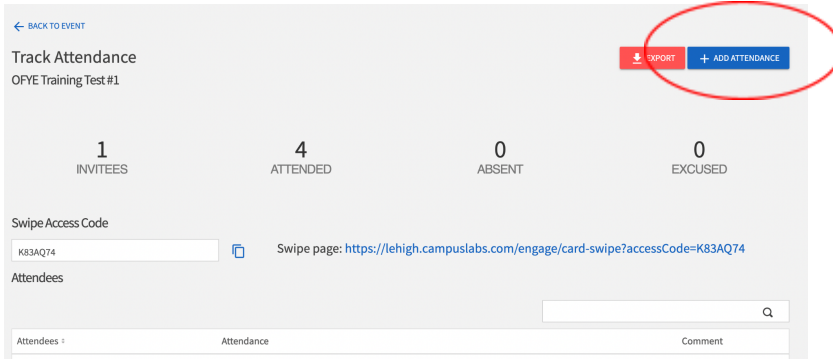 BACK TO EVENT
Track Attendance
EXPORT
+ ADD ATTENDANCE
OFYE Training Test #1
1
INVITEES
4
ATTENDED
0
ABSENT
0
EXCUSED
Swipe Access Code
K83AQ74
Swipe page: https://lehigh.campuslabs.com/engage/card-swipe?accessCode=K83AQ74
Attendees
Attendees Attendance Comment